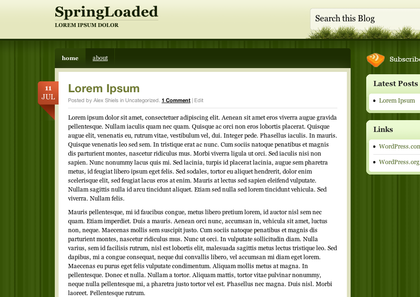 SpringLoaded
LOREM IPSUM DOLOR
Search this Blog
Subscribe
home about
11
JUL
Lorem Ipsum
Posted by Alex Shiels in Uncategorized. 1 Comment | Edit
Lorem ipsum dolor sit amet, consectetuer adipiscing elit. Aenean sit amet eros viverra augue gravida
pellentesque. Nullam iaculis quam nec quam. Quisque ac orci non eros lobortis placerat. Quisque
augue elit, venenatis eu, rutrum vitae, vestibulum vel, dui. Integer pede. Phasellus iaculis. In mauris.
Quisque venenatis leo sed sem. In tristique erat ac nunc. Cum sociis natoque penatibus et magnis
dis parturient montes, nascetur ridiculus mus. Morbi viverra ligula ut orci. Sed iaculis nisi non
sapien. Nunc nonummy lacus quis mi. Sed lacinia, turpis id placerat lacinia, augue sem pharetra
metus, id feugiat libero ipsum eget felis. Sed sodales, tortor eu aliquet hendrerit, dolor enim
scelerisque elit, sed feugiat lacus eros at enim. Mauris at lectus sed sapien eleifend vulputate.
Nullam sagittis nulla id arcu tincidunt aliquet. Etiam sed nulla sed lorem tincidunt vehicula. Sed
viverra. Nullam felis.
Mauris pellentesque, mi id faucibus congue, metus libero pretium lorem, id auctor nisl sem nec
quam. Etiam imperdiet. Duis a mauris. Aenean orci nunc, accumsan in, vehicula sit amet, luctus
non, neque. Maecenas mollis sem suscipit justo. Cum sociis natoque penatibus et magnis dis
parturient montes, nascetur ridiculus mus. Nunc ut orci. In vulputate sollicitudin diam. Nulla
varius, sem id facilisis rutrum, nisl est lobortis elit, malesuada sagittis metus lectus tristique leo. Sed
dapibus, mi a congue consequat, neque dui convallis libero, vel accumsan mi diam eget lorem.
Maecenas eu purus eget felis vulputate condimentum. Aliquam mollis metus at magna. In
pellentesque. Donec et nulla. Nullam a tortor. Aliquam mattis, tortor vitae pulvinar nonummy,
neque nulla pellentesque mi, a pharetra justo tortor vel est. Phasellus neque. Duis nisl. Morbi
laoreet. Pellentesque rutrum.
Latest Posts
Lorem Ipsum
Links
WordPress.com
WordPress.org